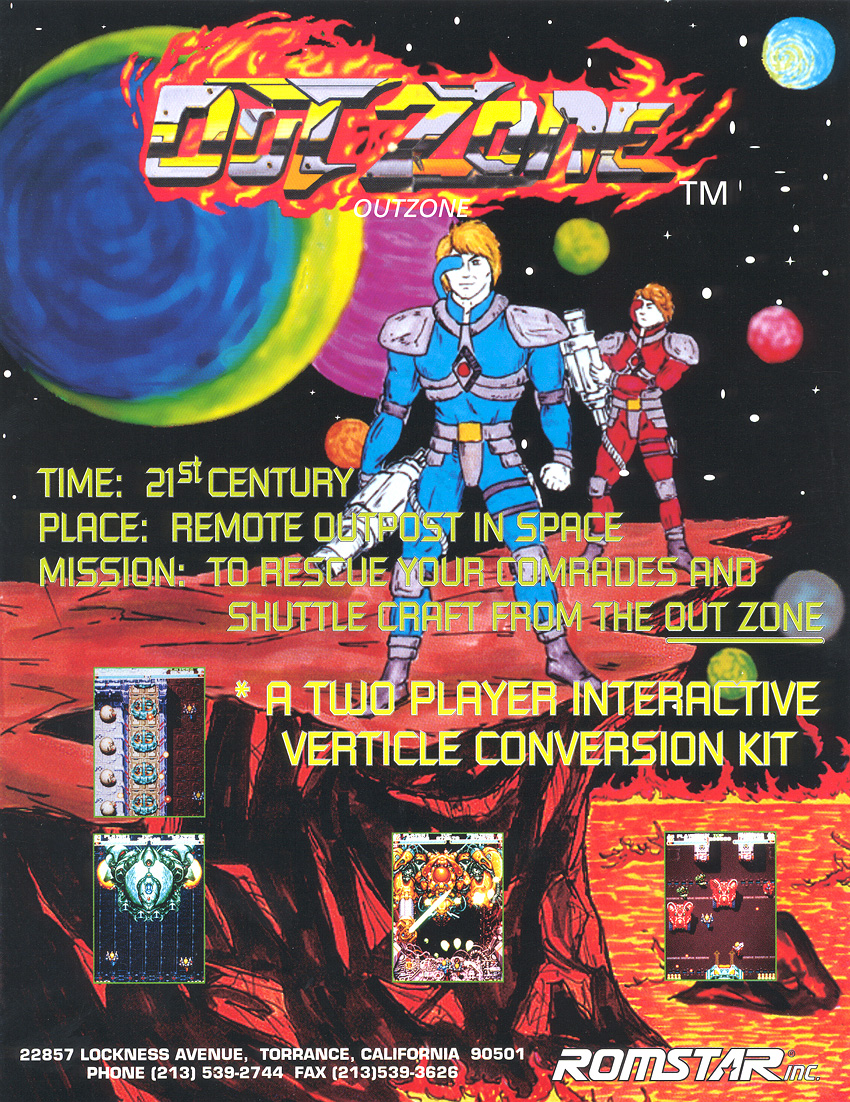 OUT ZONE
TM
OUTZONE
TIME: 21st CENTURY
PLACE: REMOTE OUTPOST IN SPACE
MISSION: TO RESCUE YOUR COMRADES AND
SHUTTLE CRAFT FROM THE OUT ZONE
* A TWO PLAYER INTERACTIVE
VERTICLE CONVERSION KIT
22857 LOCKNESS AVENUE, TORRANCE, CALIFORNIA 90501
PHONE (213) 539-2744 FAX (213)539-3626
ROMSTAR® INC.